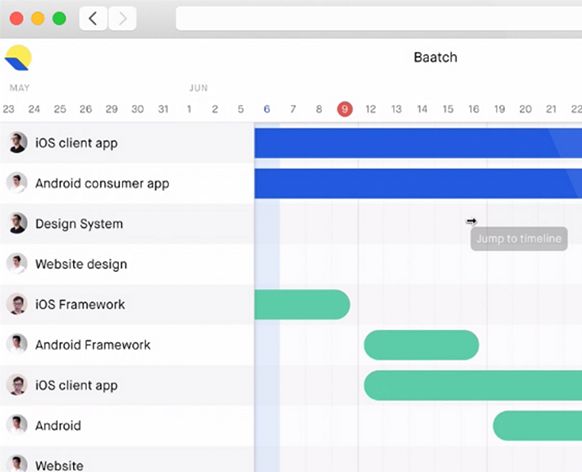 Baatch
MAY JUN
23 24 25 26 29 30 31 1 2 5 6 7 8 9 12 13 14 15 16 19 20 21 22
iOS client app
Android consumer app
Design System
Jump to timeline
Website design
iOS Framework
Android Framework
iOS client app
Android
Website